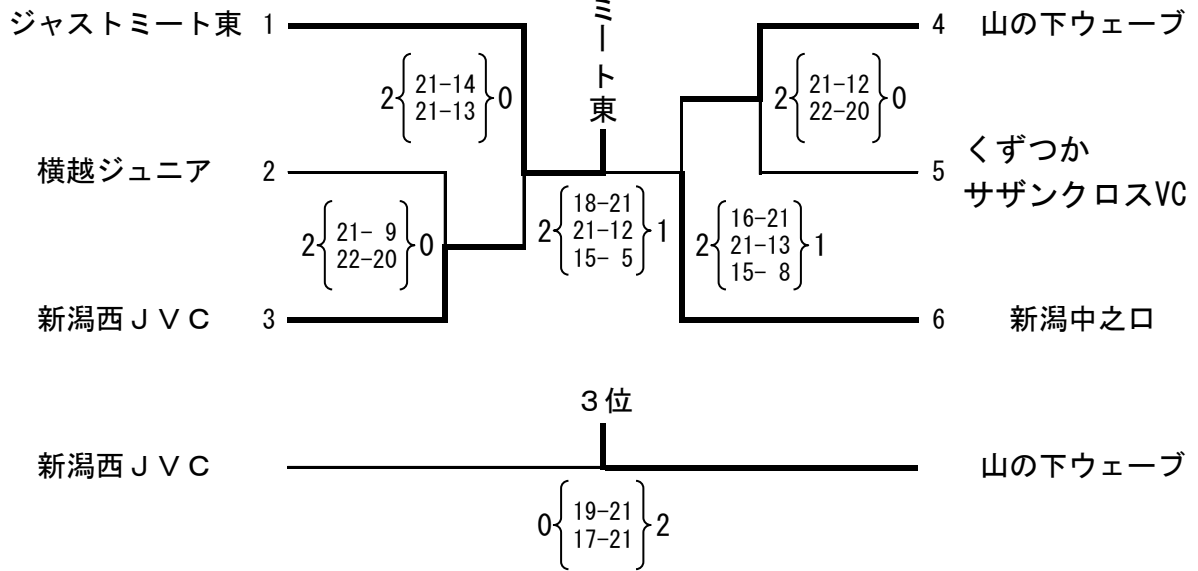 ミート東
ジャストミート東 1
4 山の下ウェーブ
2 21-14 0
21-13
2 21-12 0
22-20
横越ジュニア 2
5 くずつか
サザンクロスVC
2 21- 9 0
22-20
2 18-21 1
21-12
15- 5
2 16-21 1
21-13
15- 8
新潟西JVC 3
6 新潟中之口
3位
新潟西JVC
山の下ウェーブ
0 19-21 2
17-21